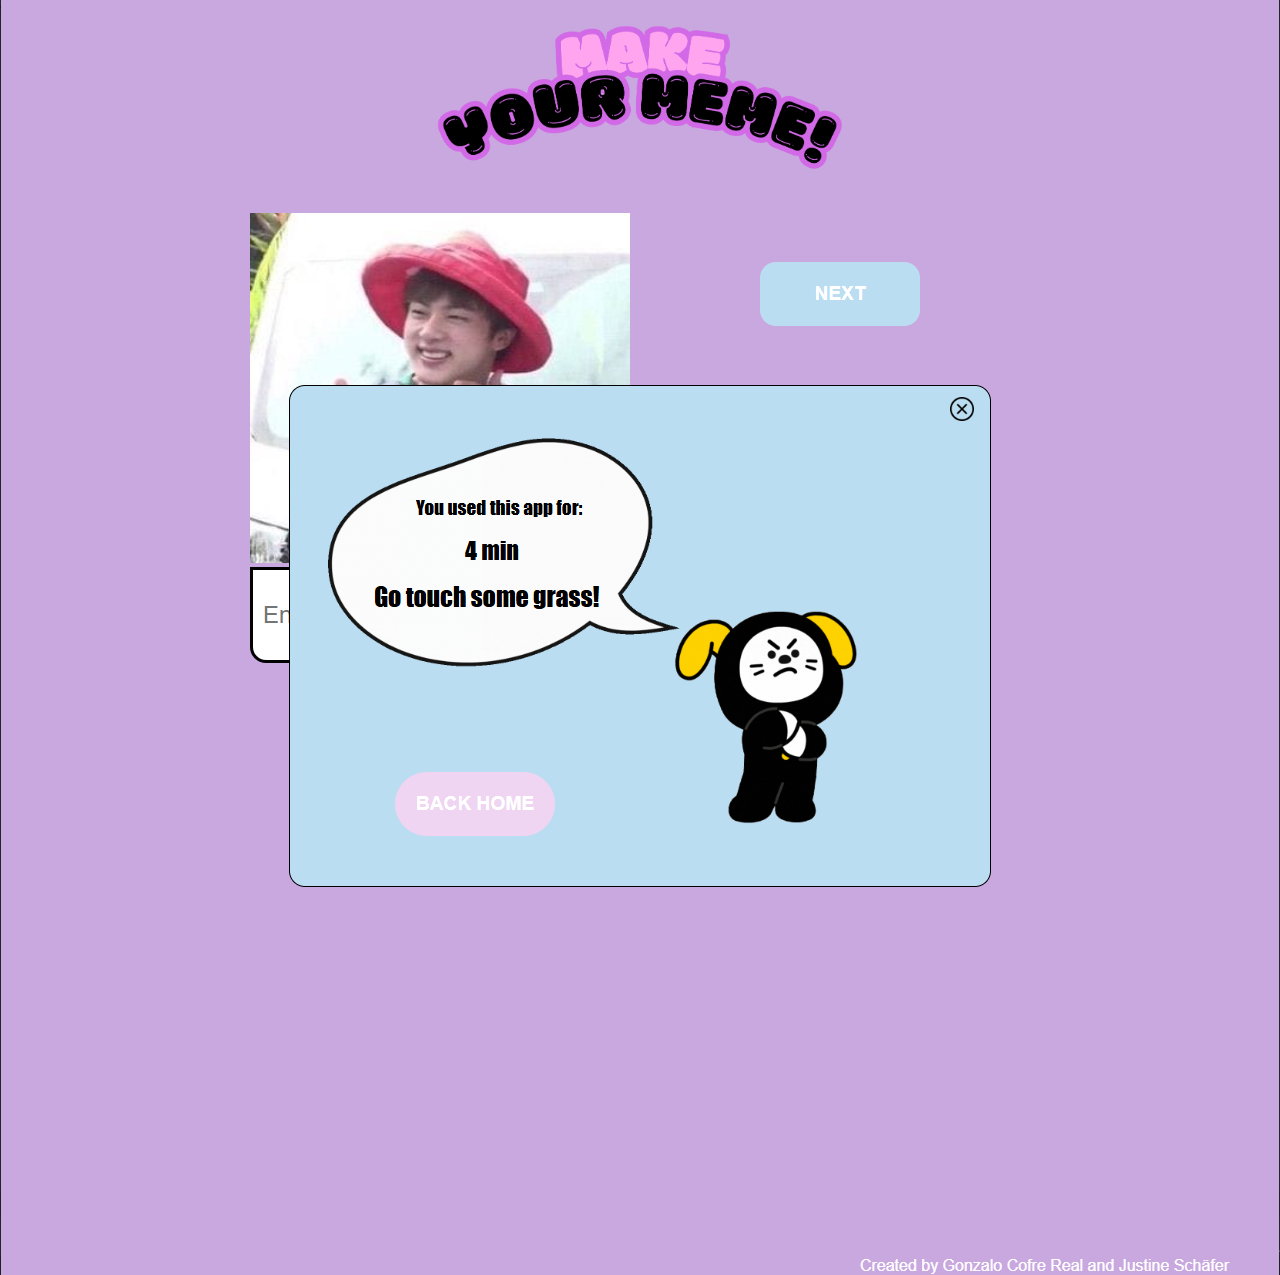 MAKE
YOUR MEME!
NEXT
You used this app for:
4 min
Go touch some grass!
En
BACK HOME
Created by Gonzalo Cofre Real and Justine Schäfer